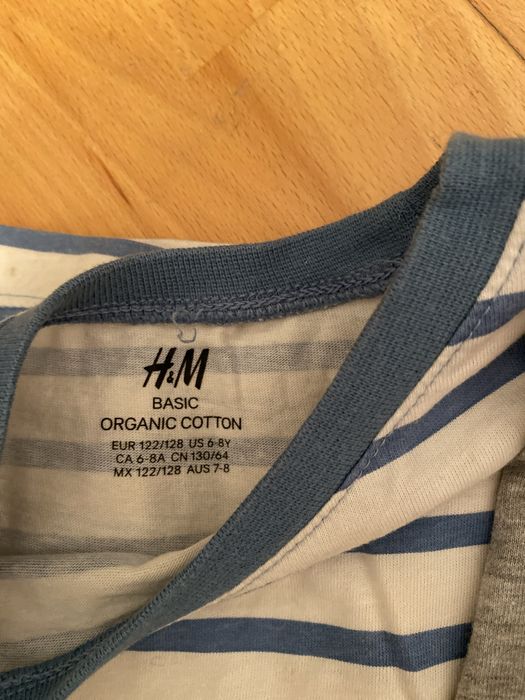 H&M
BASIC
ORGANIC COTTON
EUR 122/128 US 6-8Y
CA 6-8A CN 130/64
MX 122/128 AUS 7-8